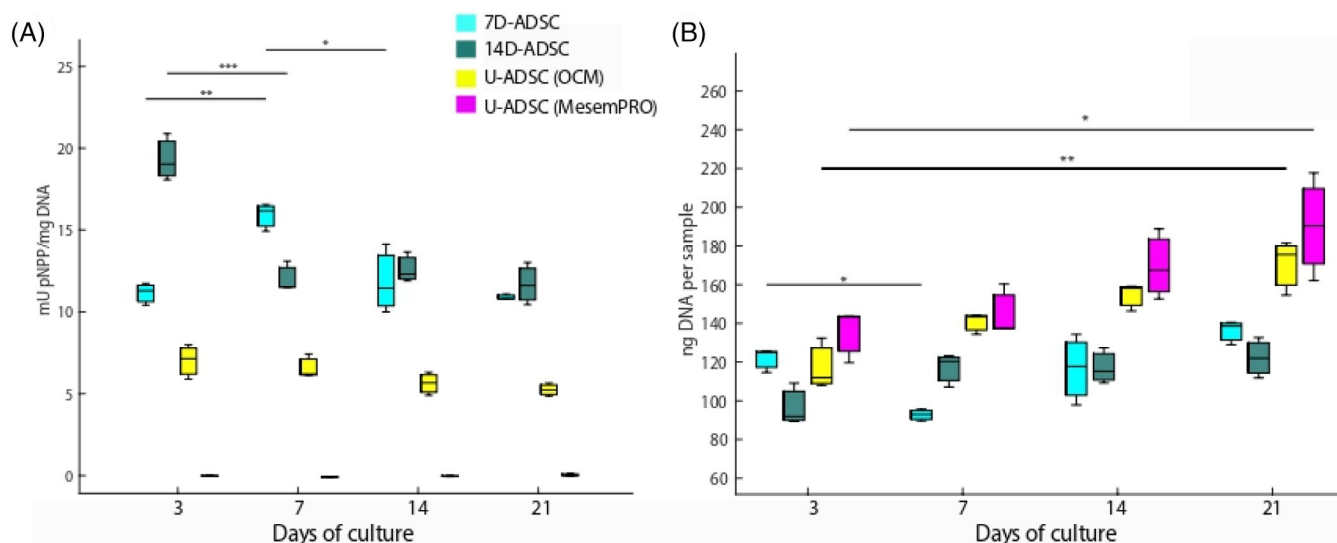 (A)
mU pNPP/mg DNA
25
20
15
10
5
0
*
***
**
3 7 14 21
Days of culture
7D-ADSC
14D-ADSC
U-ADSC (OCM)
U-ADSC (MesemPRO)
(B)
ng DNA per sample
260
240
220
200
180
160
140
120
100
80
60
*
**
*
3 7 14 21
Days of culture